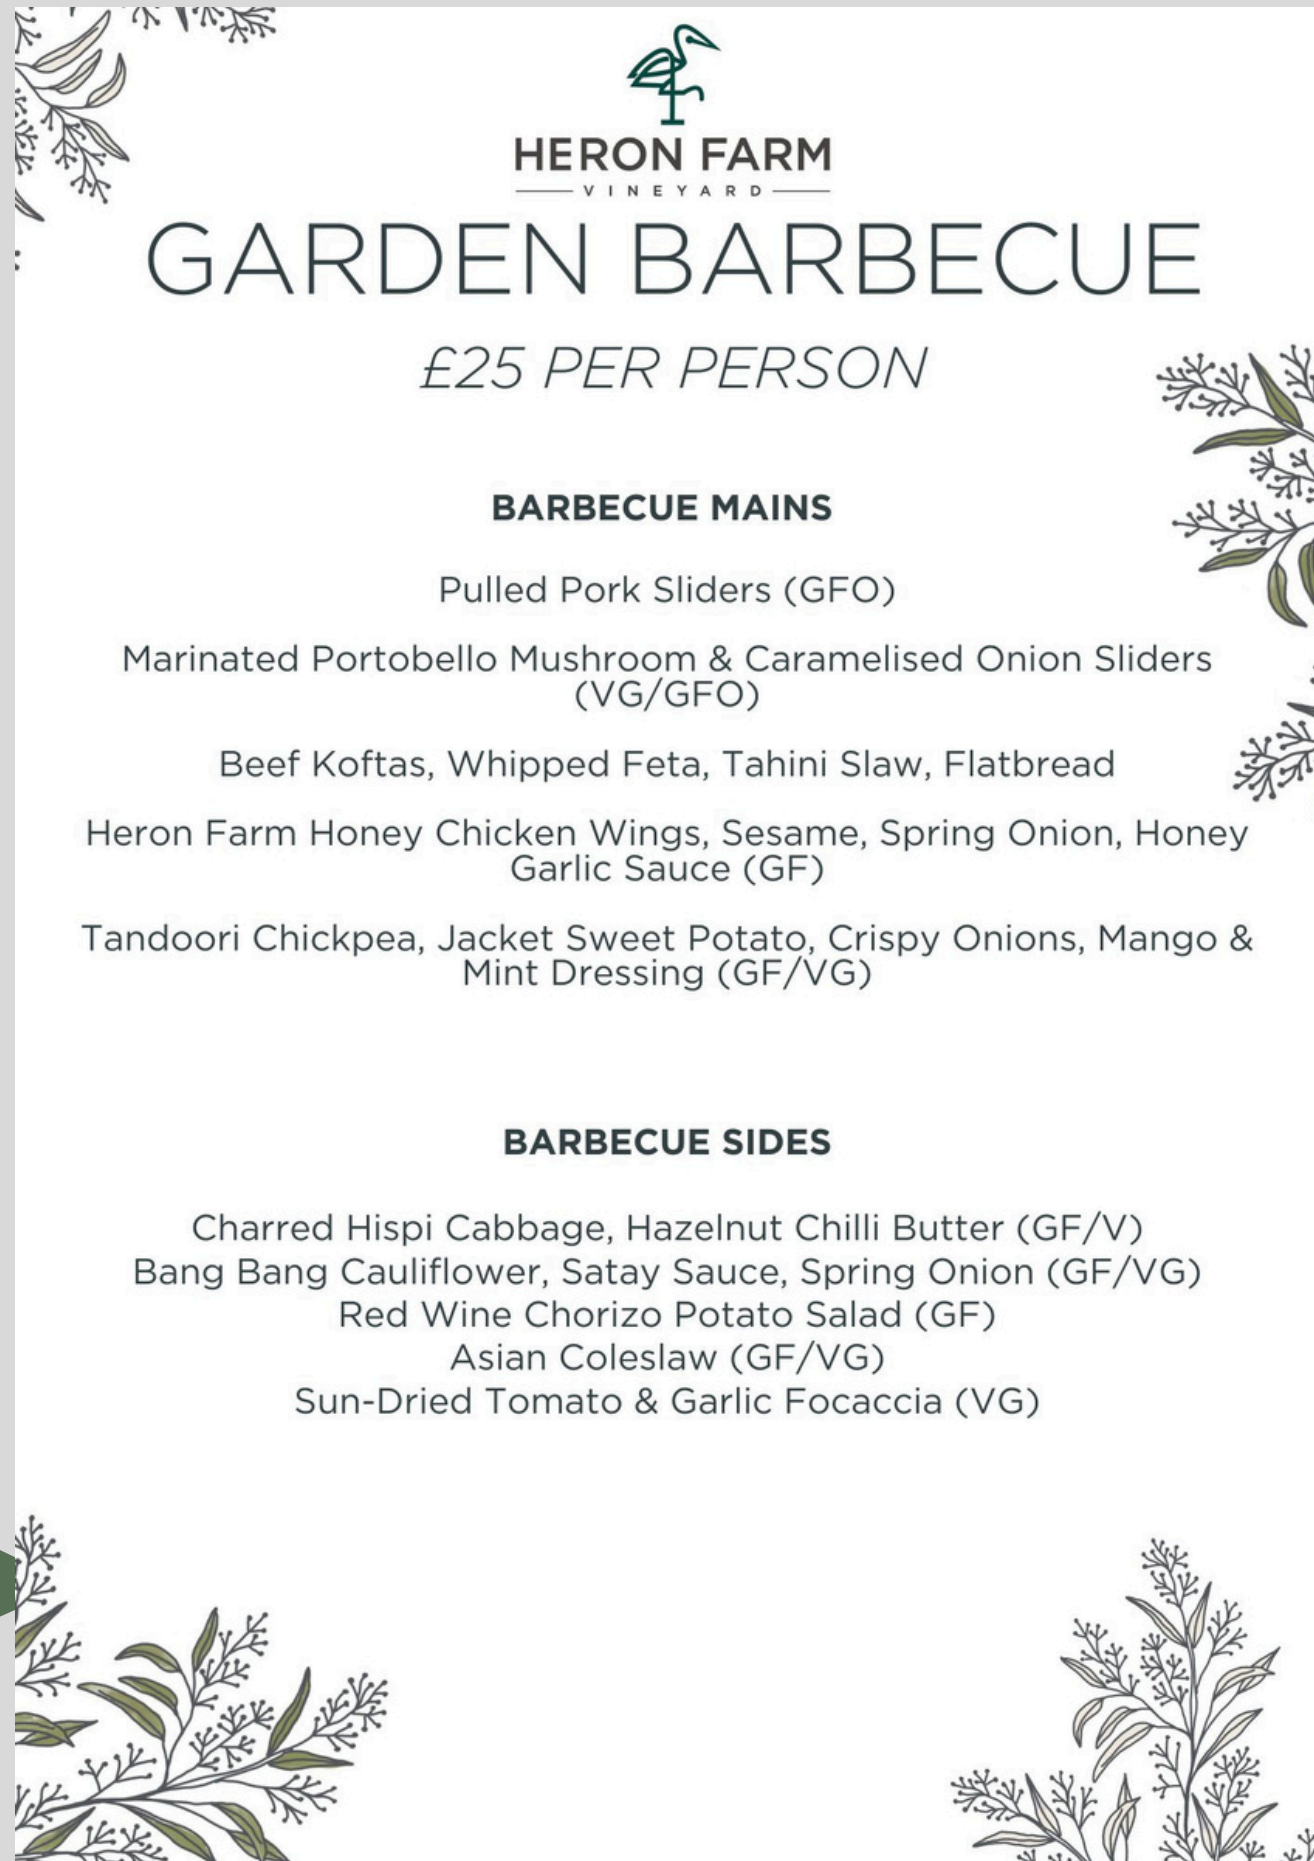 HERON FARM
VINEYARD
GARDEN BARBECUE
£25 PER PERSON
BARBECUE MAINS
Pulled Pork Sliders (GFO)
Marinated Portobello Mushroom & Caramelised Onion Sliders
(VG/GFO)
Beef Koftas, Whipped Feta, Tahini Slaw, Flatbread
Heron Farm Honey Chicken Wings, Sesame, Spring Onion, Honey
Garlic Sauce (GF)
Tandoori Chickpea, Jacket Sweet Potato, Crispy Onions, Mango &
Mint Dressing (GF/VG)
BARBECUE SIDES
Charred Hispi Cabbage, Hazelnut Chilli Butter (GF/V)
Bang Bang Cauliflower, Satay Sauce, Spring Onion (GF/VG)
Red Wine Chorizo Potato Salad (GF)
Asian Coleslaw (GF/VG)
Sun-Dried Tomato & Garlic Focaccia (VG)